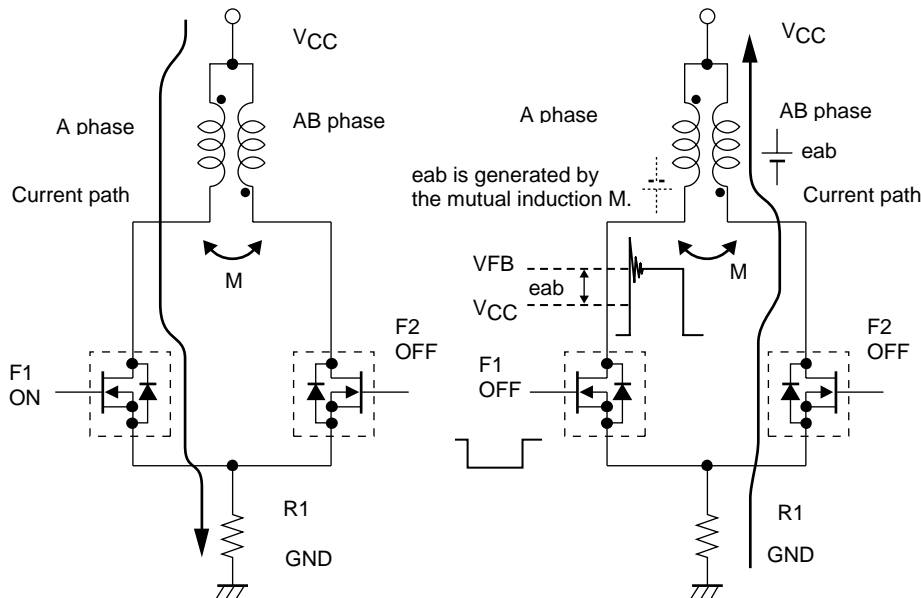 VCC
A phase
AB phase
Current path
M
F1
ON
F2
OFF
R1
GND
VCC
A phase
AB phase
eab
eab is generated by
the mutual induction M.
Current path
M
VFB
eab
VCC
F1
OFF
F2
OFF
R1
GND